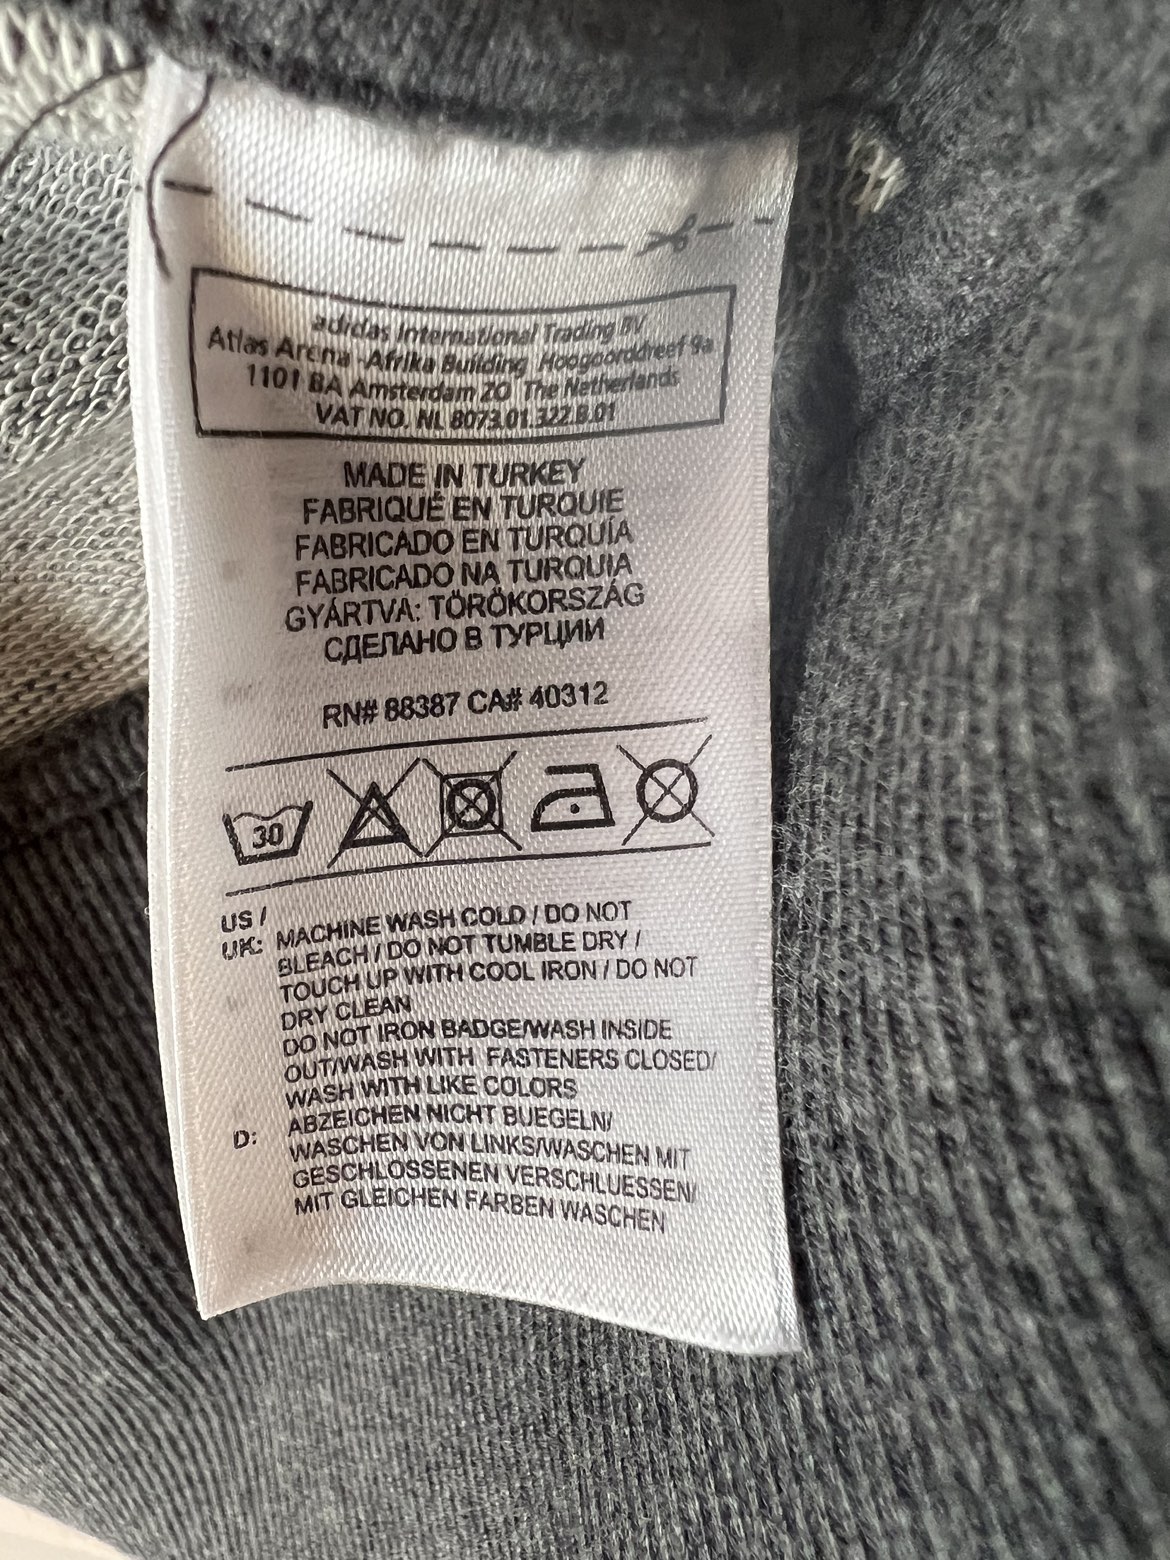 adidas International Trading BV
Atlas Arena -Afrika Building Hoogoorddreef 9a
1101 BA Amsterdam ZO The Netherlands
VAT NO. NL 8073.01.322.B.01
MADE IN TURKEY
FABRIQUÉ EN TURQUIE
FABRICADO EN TURQUÍA
FABRICADO NA TURQUIA
GYÁRTVA: TÖRÖKORSZÁG
СДЕЛАНО В ТУРЦИИ
RN# 88387 CA# 40312
30
US /
UK: MACHINE WASH COLD / DO NOT
BLEACH / DO NOT TUMBLE DRY /
TOUCH UP WITH COOL IRON / DO NOT
DRY CLEAN
DO NOT IRON BADGE/WASH INSIDE
OUT/WASH WITH FASTENERS CLOSED/
WASH WITH LIKE COLORS
D: ABZEICHEN NICHT BUEGELN/
WASCHEN VON LINKS/WASCHEN MIT
GESCHLOSSENEN VERSCHLUESSEN/
MIT GLEICHEN FARBEN WASCHEN